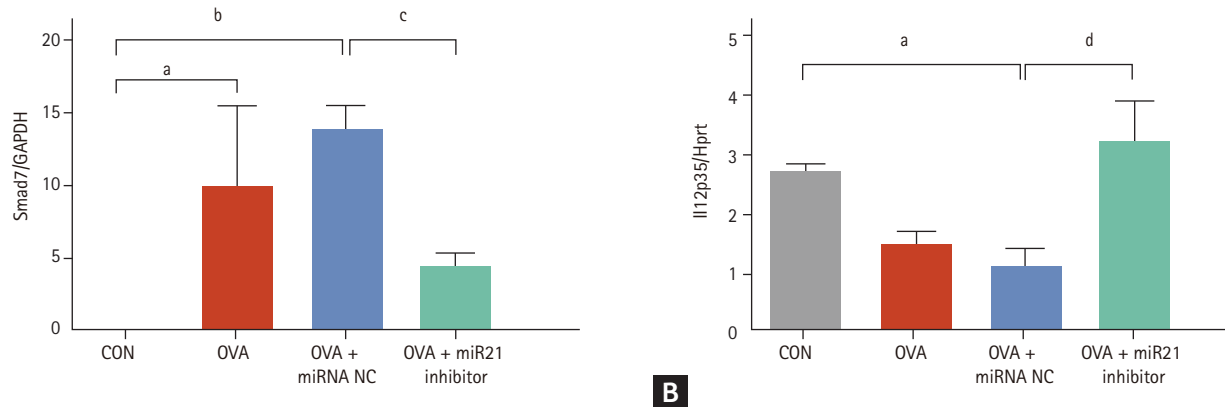 b
c
a
20
15
10
5
0
Smad7/GAPDH
CON
OVA
OVA +
miRNA NC
OVA + miR21
inhibitor
B
a
d
5
4
3
2
1
0
Il12p35/Hprt
CON
OVA
OVA +
miRNA NC
OVA + miR21
inhibitor